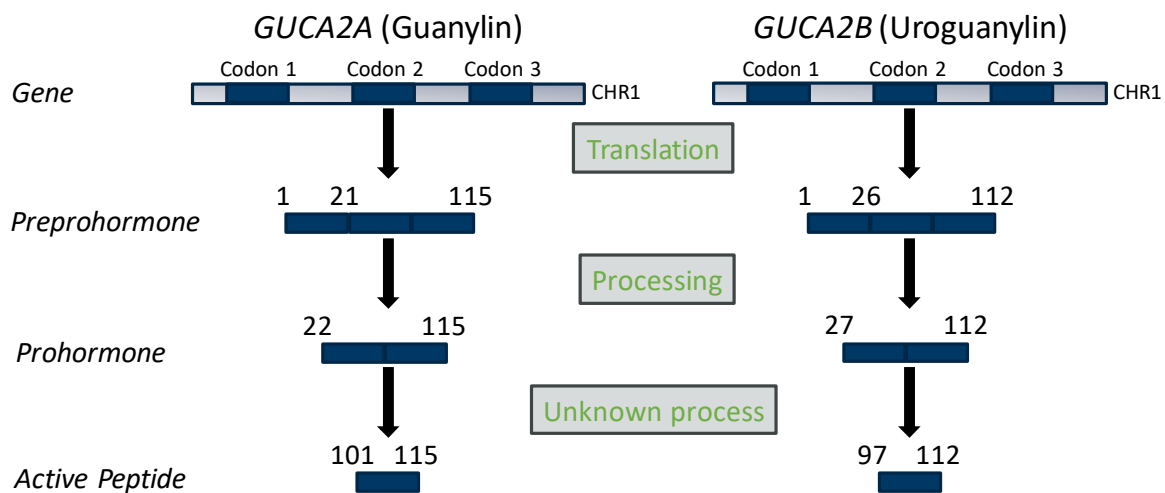 GUCA2A (Guanylin) GUCA2B (Uroguanylin)
Codon 1 Codon 2 Codon 3 Codon 1 Codon 2 Codon 3
Gene CHR1 CHR1
Translation
1 21 115 1 26 112
Preprohormone
Processing
22 115 27 112
Prohormone
Unknown process
101 115 97 112
Active Peptide